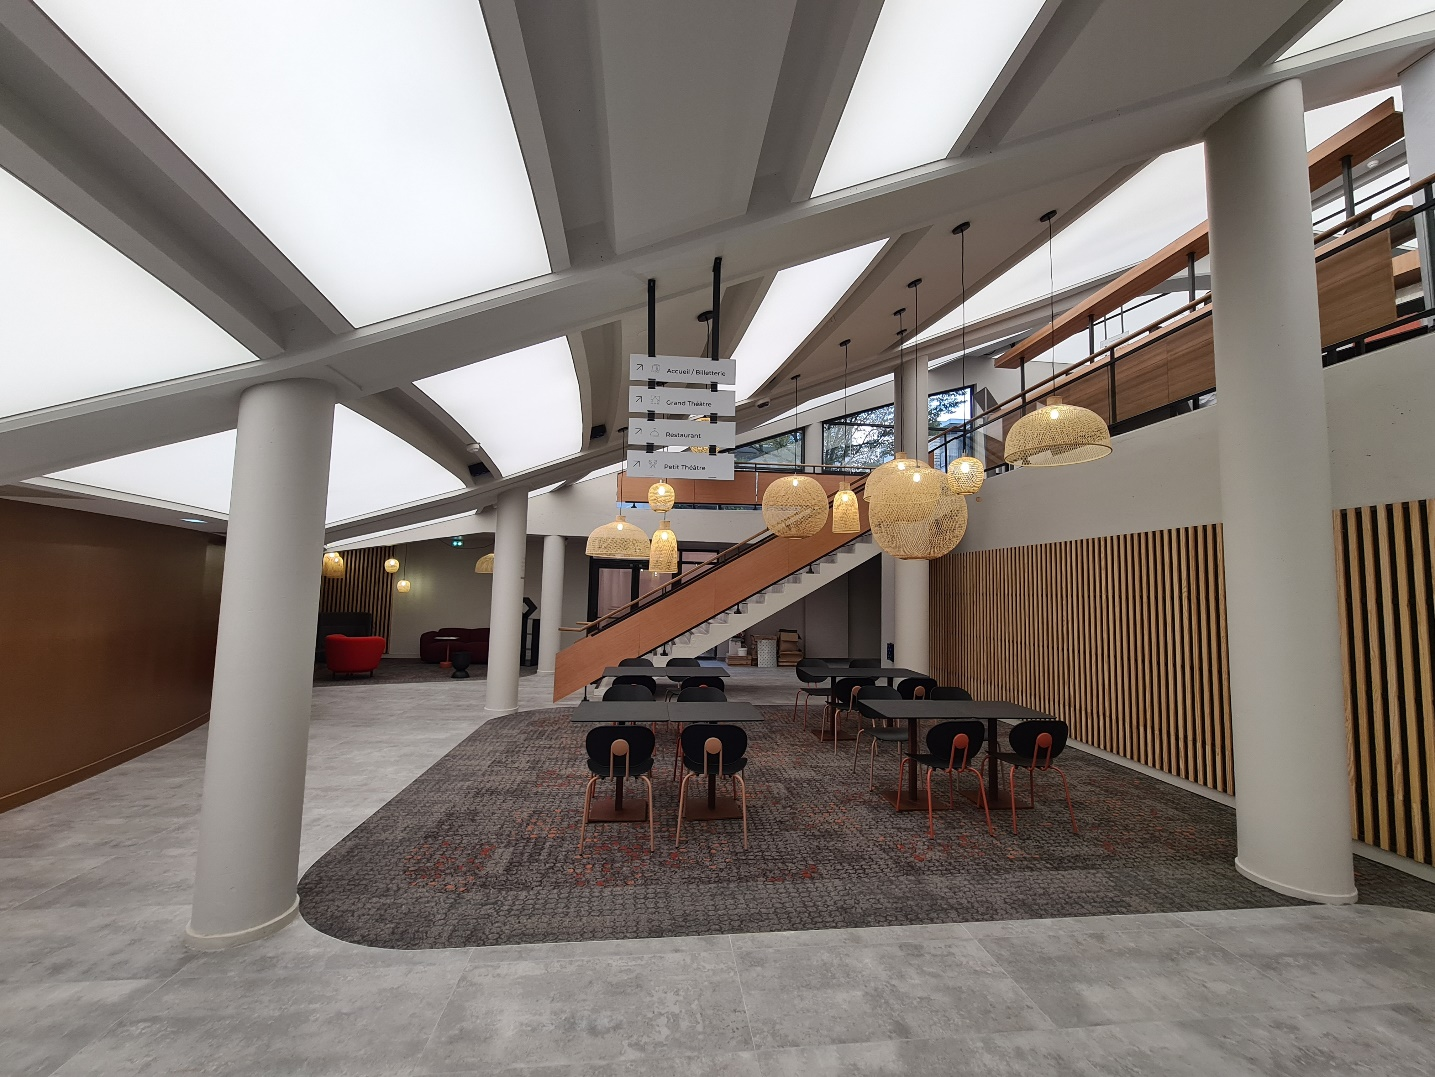 Accueil / Billetterie
Grand Théâtre
Restaurant
Petit Théâtre